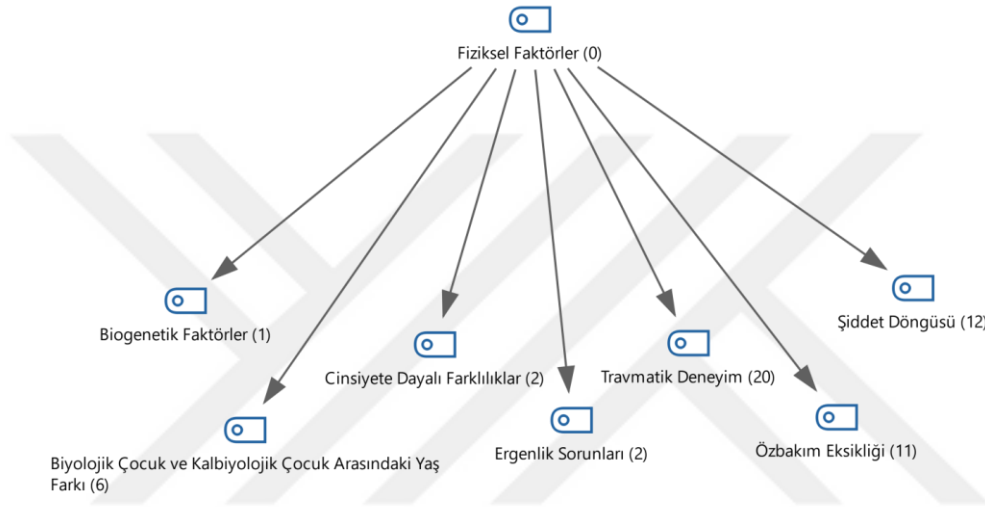 Fiziksel Faktörler (0)
Biogenetik Faktörler (1)
Şiddet Döngüsü (12)
Cinsiyete Dayalı Farklılıklar (2)
Travmatik Deneyim (20)
Biyolojik Çocuk ve Kalbiyolojik Çocuk Arasındaki Yaş
Farkı (6)
Ergenlik Sorunları (2)
Özbakım Eksikliği (11)